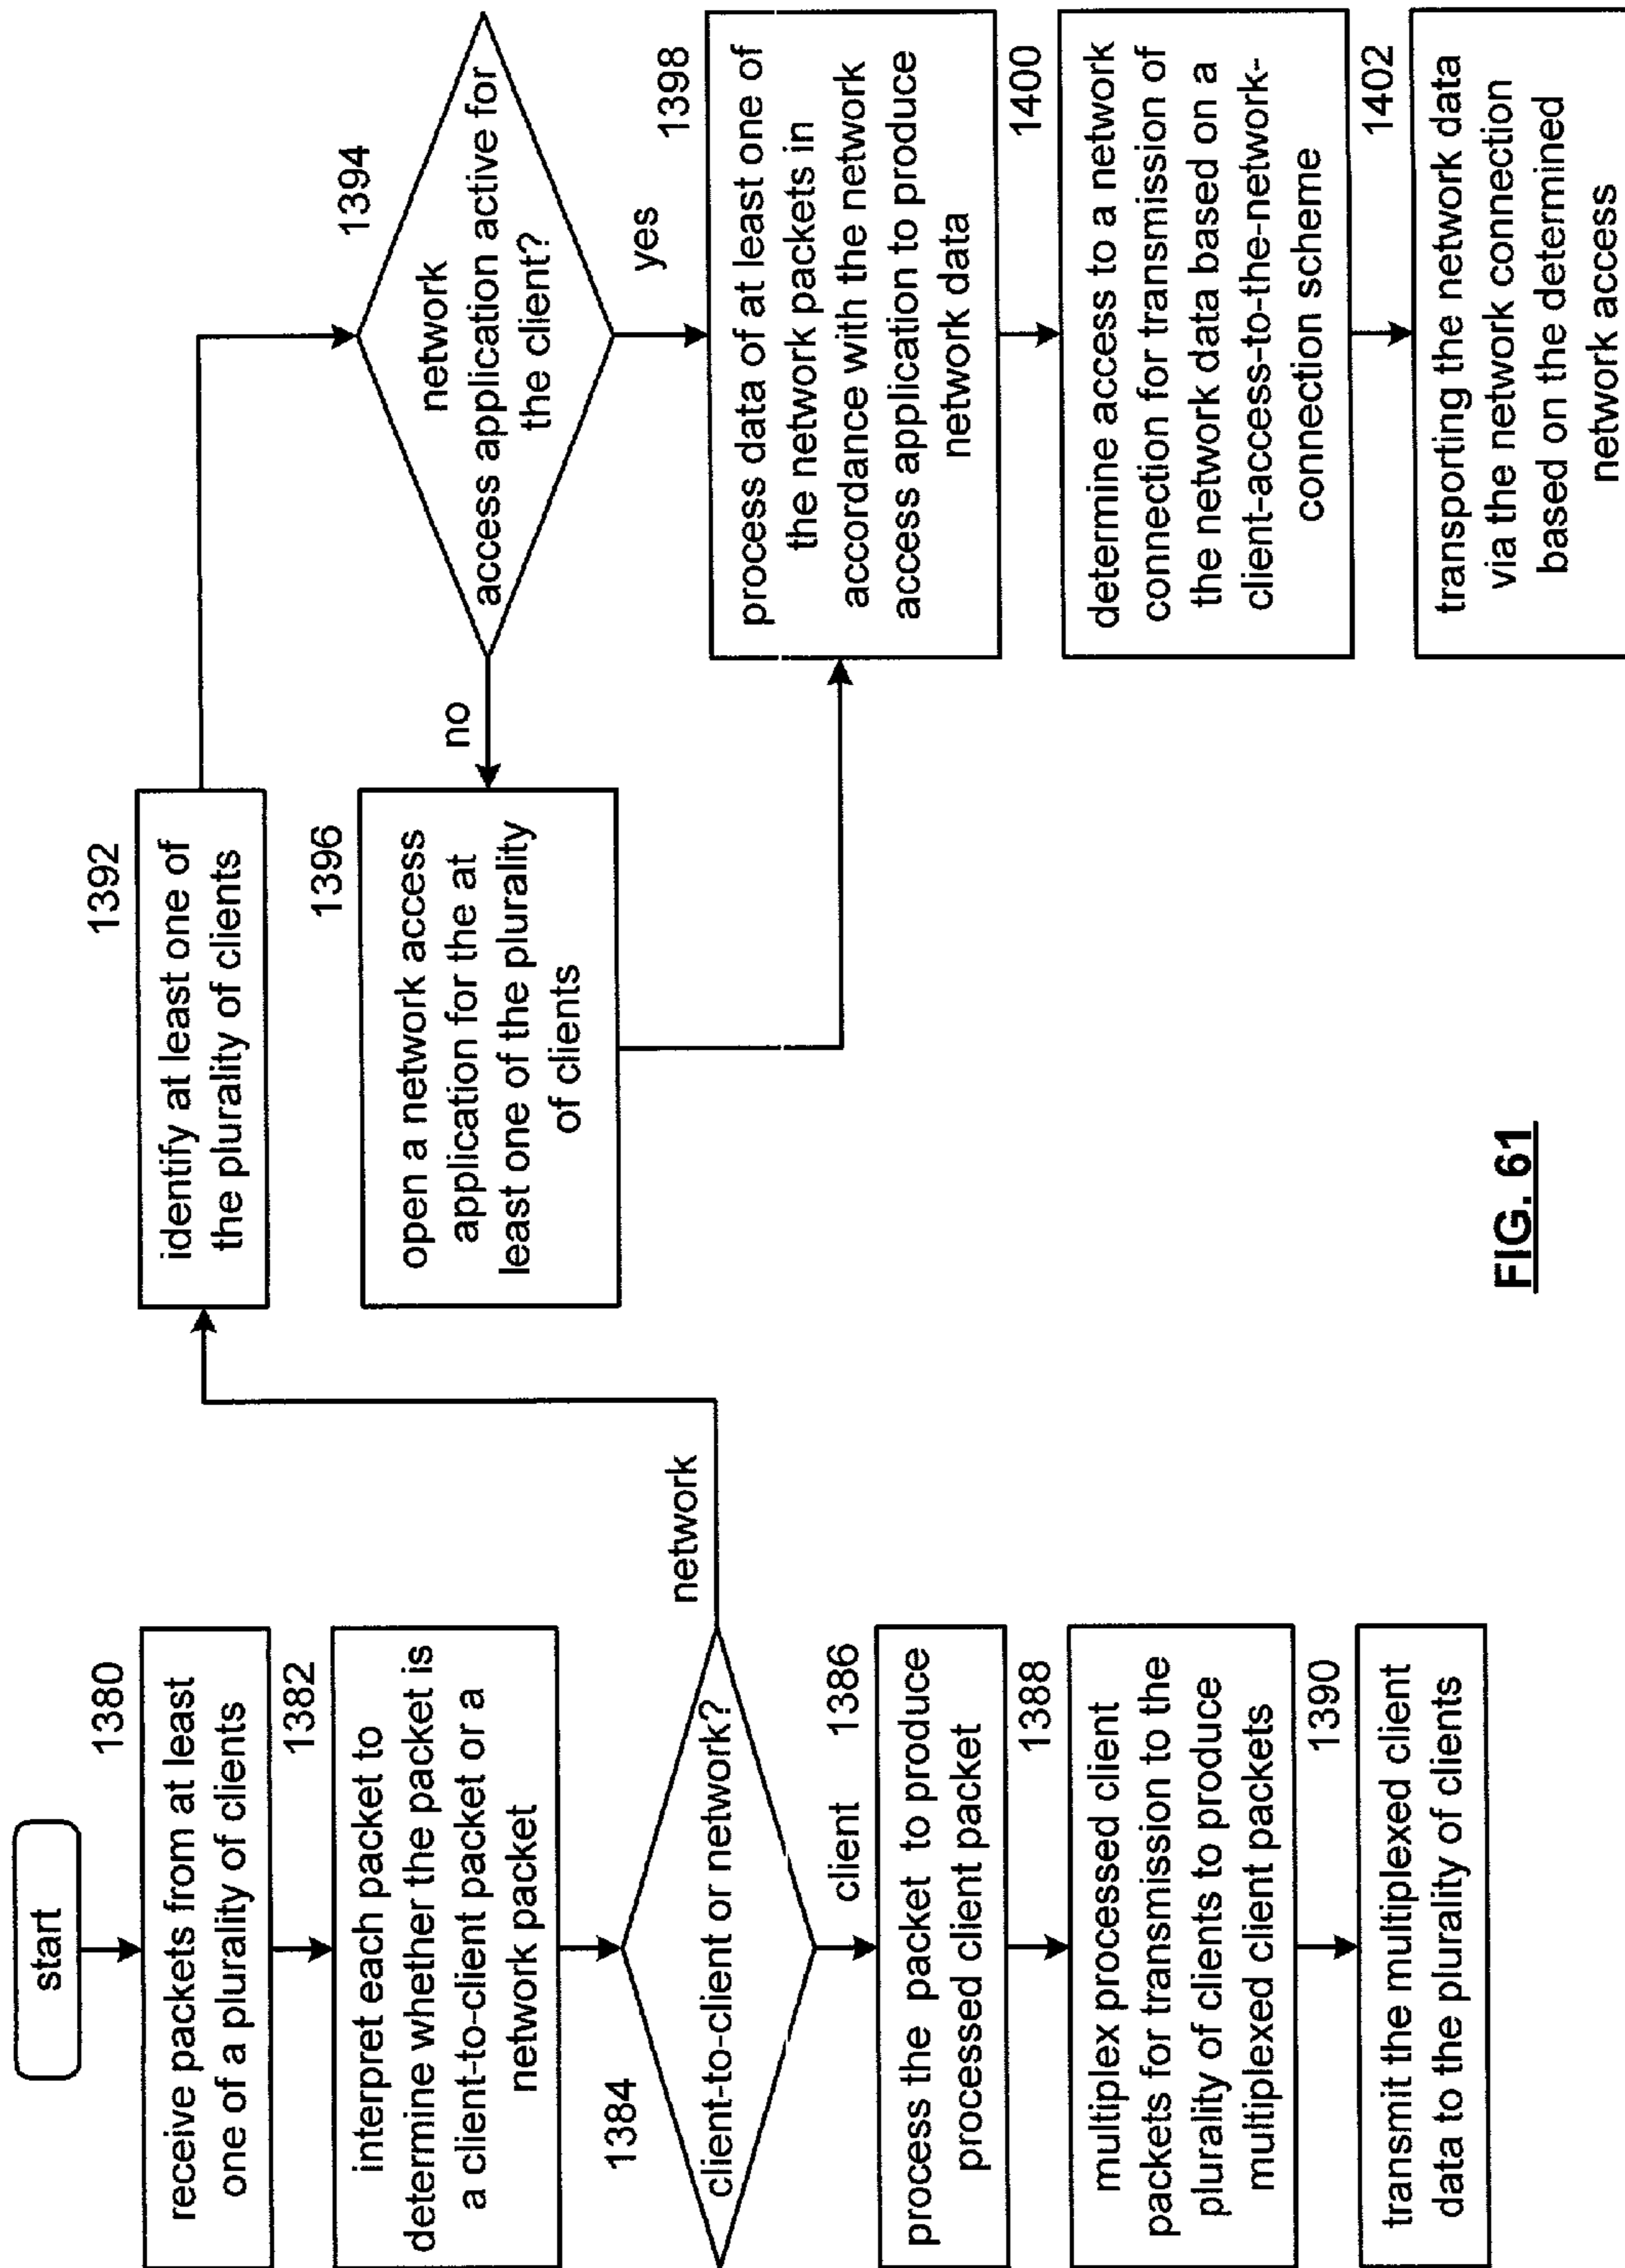 start
1380
receive packets from at least
one of a plurality of clients
1382
interpret each packet to
determine whether the packet is
a client-to-client packet or a
network packet
1384
client-to-client or network?
network
client
1386
process the packet to produce
processed client packet
1388
multiplex processed client
packets for transmission to the
plurality of clients to produce
multiplexed client packets
1390
transmit the multiplexed client
data to the plurality of clients
1392
identify at least one of
the plurality of clients
1394
network
access application active for
the client?
no
yes
1396
open a network access
application for the at
least one of the plurality
of clients
1398
process data of at least one of
the network packets in
accordance with the network
access application to produce
network data
1400
determine access to a network
connection for transmission of
the network data based on a
client-access-to-the-network-
connection scheme
1402
transporting the network data
via the network connection
based on the determined
network access
FIG. 61